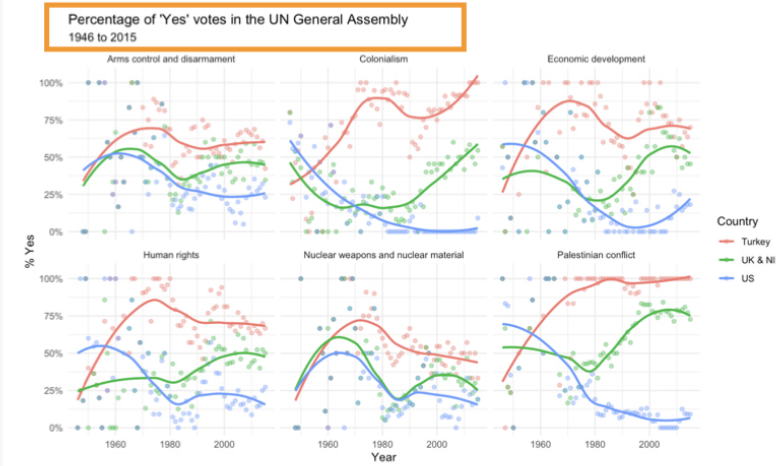 Percentage of 'Yes' votes in the UN General Assembly
1946 to 2015
Arms control and disarmament
Colonialism
Economic development
100%
75%
50%
25%
0%
Human rights
Nuclear weapons and nuclear material
Palestinian conflict
100%
75%
50%
25%
0%
1960
1980
2000
1960
1980
2000
1960
1980
2000
% Yes
Year
Country
Turkey
UK & NI
US